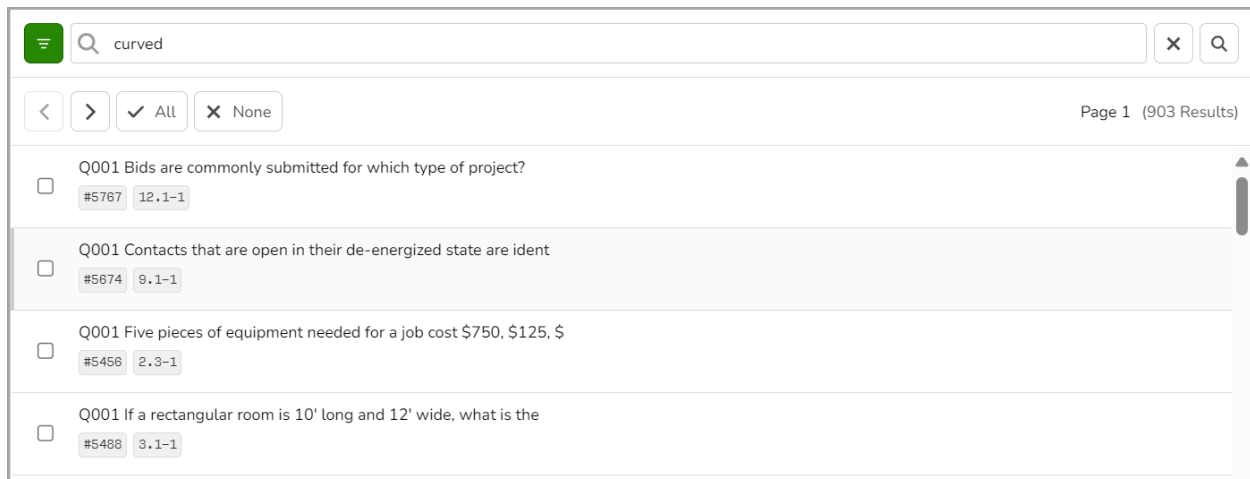 curved
All
None
Page 1 (903 Results)
Q001 Bids are commonly submitted for which type of project?
#5767 12.1-1
Q001 Contacts that are open in their de-energized state are ident
#5674 9.1-1
Q001 Five pieces of equipment needed for a job cost $750, $125, $
#5456 2.3-1
Q001 If a rectangular room is 10' long and 12' wide, what is the
#5488 3.1-1